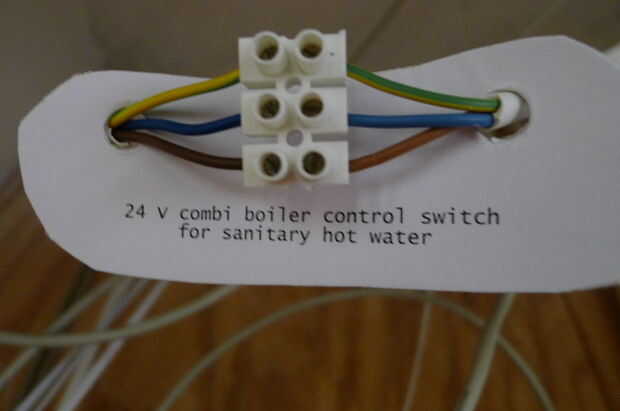 24 V combi boiler control switch
for sanitary hot water